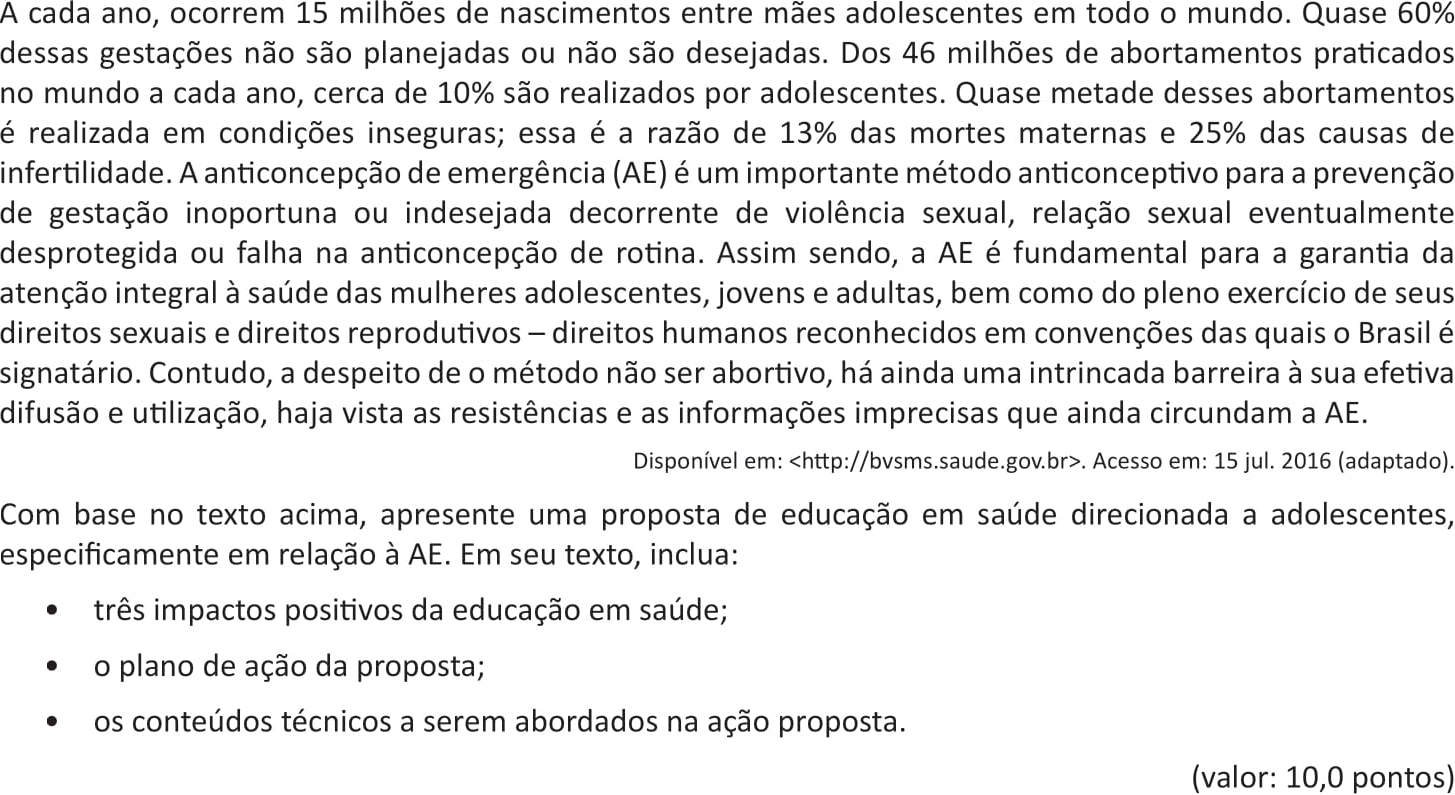 A cada ano, ocorrem 15 milhões de nascimentos entre mães adolescentes em todo o mundo. Quase 60%
dessas gestações não são planejadas ou não são desejadas. Dos 46 milhões de abortamentos praticados
no mundo a cada ano, cerca de 10% são realizados por adolescentes. Quase metade desses abortamentos
é realizada em condições inseguras; essa é a razão de 13% das mortes maternas e 25% das causas de
infertilidade. A anticoncepção de emergência (AE) é um importante método anticonceptivo para a prevenção
de gestação inoportuna ou indesejada decorrente de violência sexual, relação sexual eventualmente
desprotegida ou falha na anticoncepção de rotina. Assim sendo, a AE é fundamental para a garantia da
atenção integral à saúde das mulheres adolescentes, jovens e adultas, bem como do pleno exercício de seus
direitos sexuais e direitos reprodutivos – direitos humanos reconhecidos em convenções das quais o Brasil é
signatário. Contudo, a despeito de o método não ser abortivo, há ainda uma intrincada barreira à sua efetiva
difusão e utilização, haja vista as resistências e as informações imprecisas que ainda circundam a AE.
Disponível em: <http://bvsms.saude.gov.br>. Acesso em: 15 jul. 2016 (adaptado).
Com base no texto acima, apresente uma proposta de educação em saúde direcionada a adolescentes,
especificamente em relação à AE. Em seu texto, inclua:
• três impactos positivos da educação em saúde;
• o plano de ação da proposta;
• os conteúdos técnicos a serem abordados na ação proposta.
(valor: 10,0 pontos)